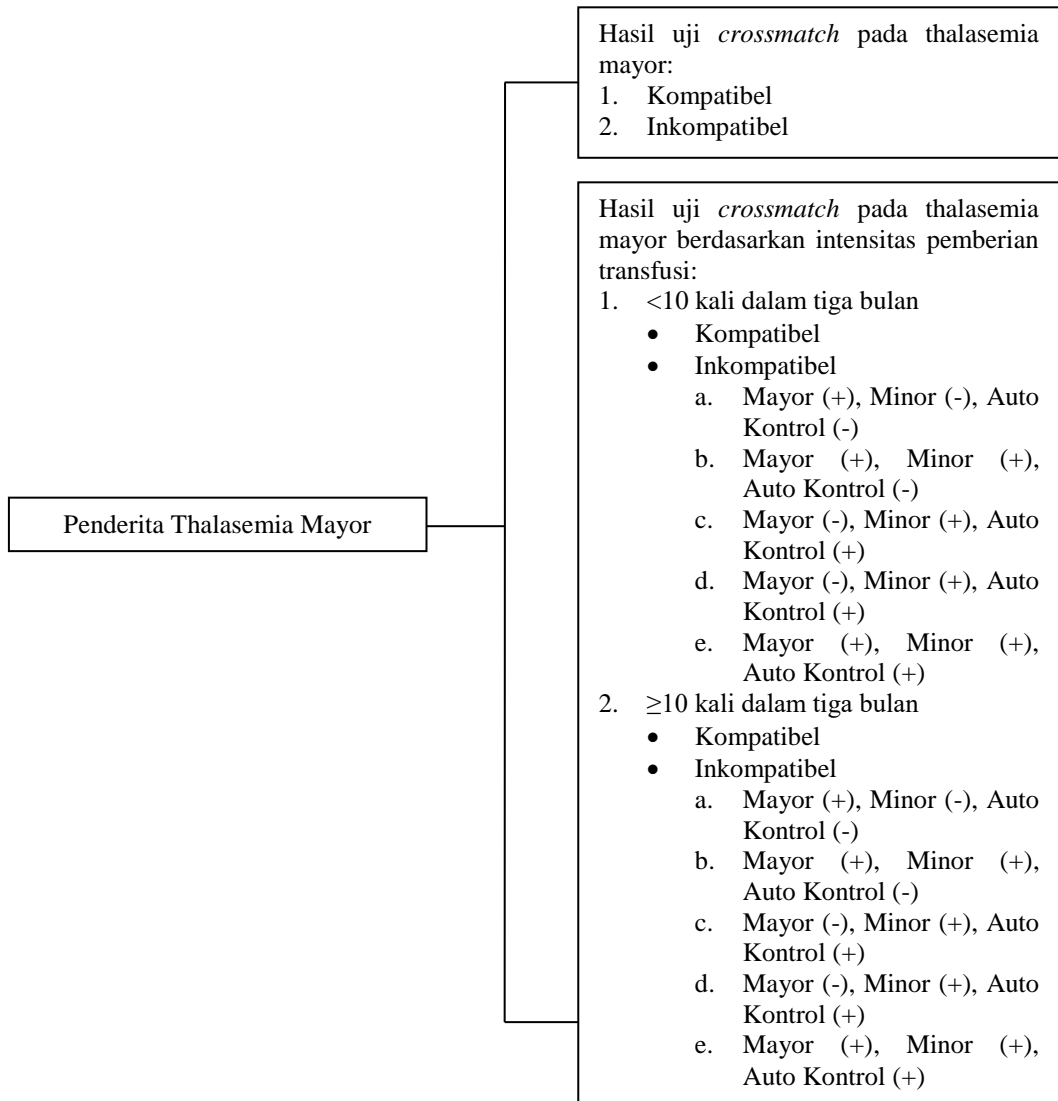 Hasil uji crossmatch pada thalasemia
mayor:
1. Kompatibel
2. Inkompatibel
Hasil uji crossmatch pada thalasemia
mayor berdasarkan intensitas pemberian
transfusi:
1. <10 kali dalam tiga bulan
• Kompatibel
• Inkompatibel
a. Mayor (+), Minor (-), Auto
Kontrol (-)
b. Mayor (+), Minor (+),
Auto Kontrol (-)
c. Mayor (-), Minor (+), Auto
Kontrol (+)
d. Mayor (-), Minor (+), Auto
Kontrol (+)
e. Mayor (+), Minor (+),
Auto Kontrol (+)
2. ≥10 kali dalam tiga bulan
• Kompatibel
• Inkompatibel
a. Mayor (+), Minor (-), Auto
Kontrol (-)
b. Mayor (+), Minor (+),
Auto Kontrol (-)
c. Mayor (-), Minor (+), Auto
Kontrol (+)
d. Mayor (-), Minor (+), Auto
Kontrol (+)
e. Mayor (+), Minor (+),
Auto Kontrol (+)
Penderita Thalasemia Mayor